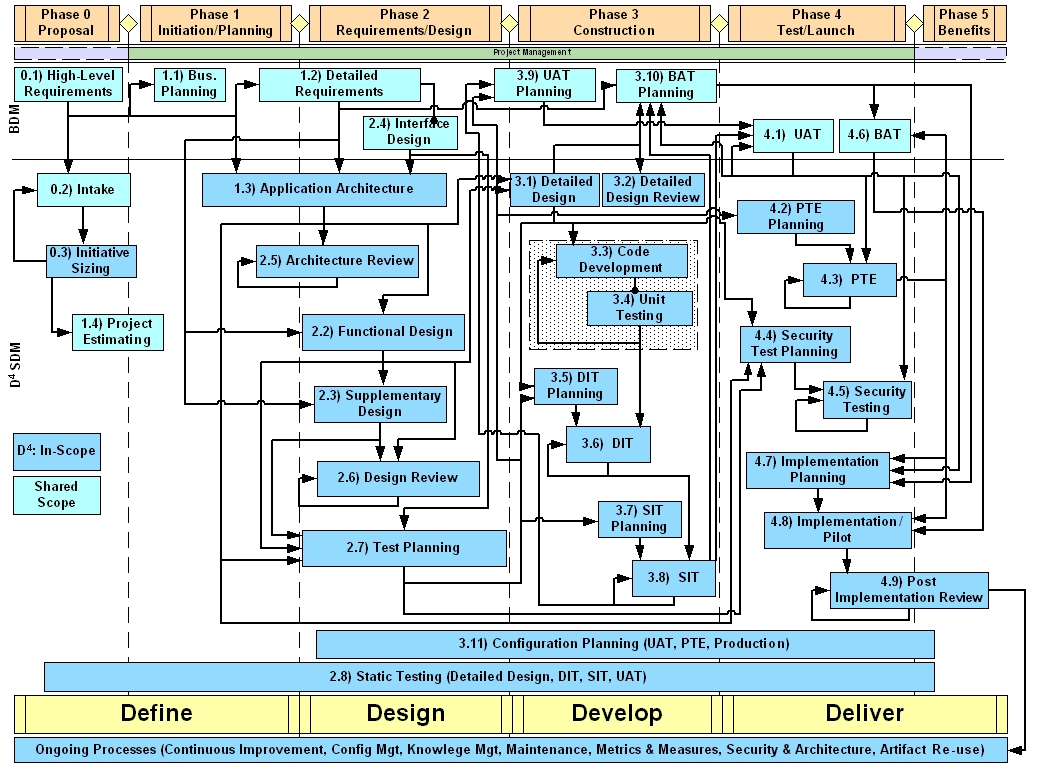 Phase 0
Proposal
Phase 1
Initiation/Planning
Phase 2
Requirements/Design
Phase 3
Construction
Phase 4
Test/Launch
Phase 5
Benefits
Project Management
BDM
0.1) High-Level
Requirements
1.1) Bus.
Planning
1.2) Detailed
Requirements
2.4) Interface
Design
3.9) UAT
Planning
3.10) BAT
Planning
4.1) UAT
4.6) BAT
D4 SDM
0.2) Intake
0.3) Initiative
Sizing
1.4) Project
Estimating
1.3) Application Architecture
2.5) Architecture Review
2.2) Functional Design
2.3) Supplementary
Design
2.6) Design Review
2.7) Test Planning
3.1) Detailed
Design
3.2) Detailed
Design Review
3.3) Code
Development
3.4) Unit
Testing
3.5) DIT
Planning
3.6) DIT
3.7) SIT
Planning
3.8) SIT
4.2) PTE
Planning
4.3) PTE
4.4) Security
Test Planning
4.5) Security
Testing
4.7) Implementation
Planning
4.8) Implementation /
Pilot
4.9) Post
Implementation Review
D4: In-Scope
Shared
Scope
3.11) Configuration Planning (UAT, PTE, Production)
2.8) Static Testing (Detailed Design, DIT, SIT, UAT)
Define
Design
Develop
Deliver
Ongoing Processes (Continuous Improvement, Config Mgt, Knowlege Mgt, Maintenance, Metrics & Measures, Security & Architecture, Artifact Re-use)